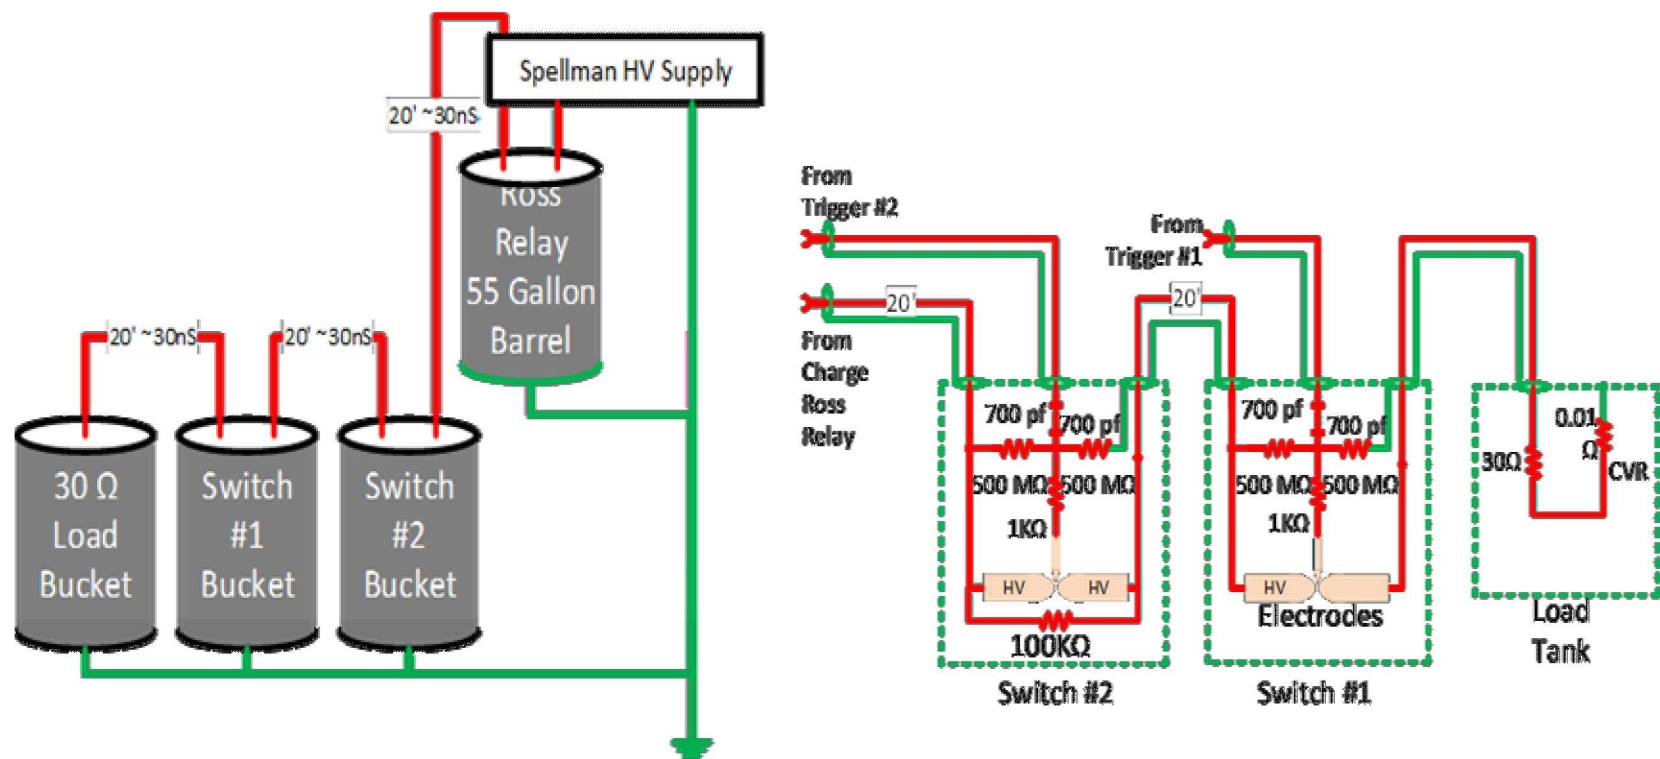 Spellman HV Supply
20' ~30nS
Ross
Relay
55 Gallon
Barrel
20' ~30nS
20' ~30nS
30 Ω
Load
Bucket
Switch
#1
Bucket
Switch
#2
Bucket
From
Trigger #2
From
Trigger #1
20'
20'
From
Charge
Ross
Relay
700 pf
700 pf
500 MΩ
500 MΩ
1KΩ
HV
HV
100KΩ
Switch #2
700 pf
700 pf
500 MΩ
500 MΩ
1KΩ
HV
Electrodes
Switch #1
0.01
Ω
30Ω
CVR
Load
Tank